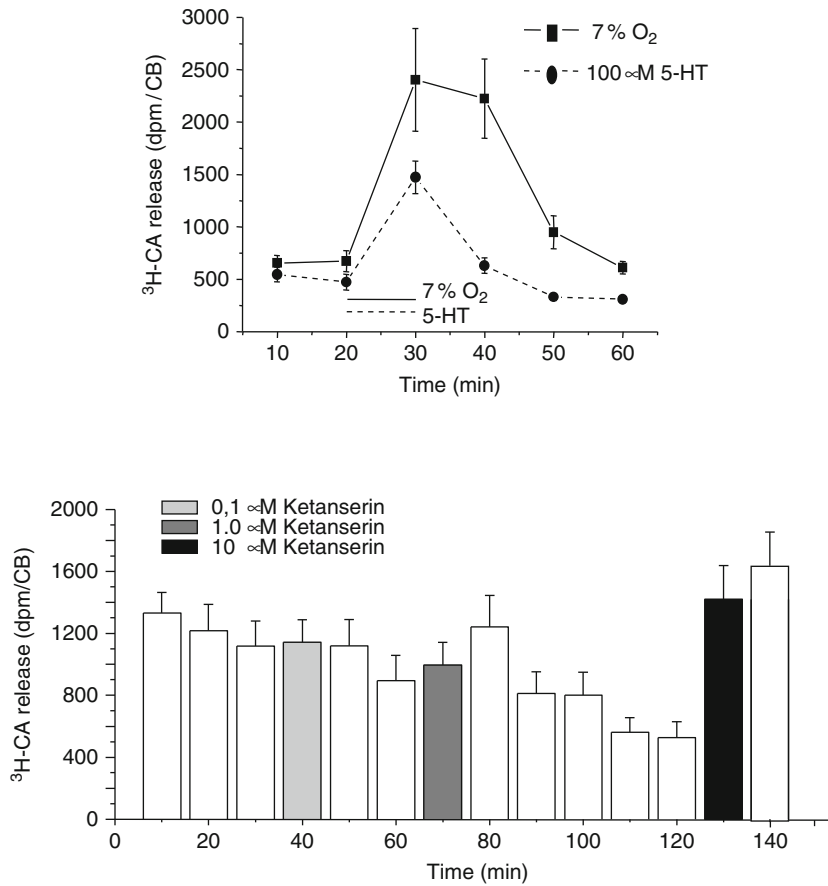 3000
2500
2000
1500
1000
500
0
³H-CA release (dpm/CB)
7% O₂
100 ∝M 5-HT
7% O₂
5-HT
10 20 30 40 50 60
Time (min)
2000
1600
1200
800
400
0
³H-CA release (dpm/CB)
0,1 ∝M Ketanserin
1.0 ∝M Ketanserin
10 ∝M Ketanserin
0 20 40 60 80 100 120 140
Time (min)